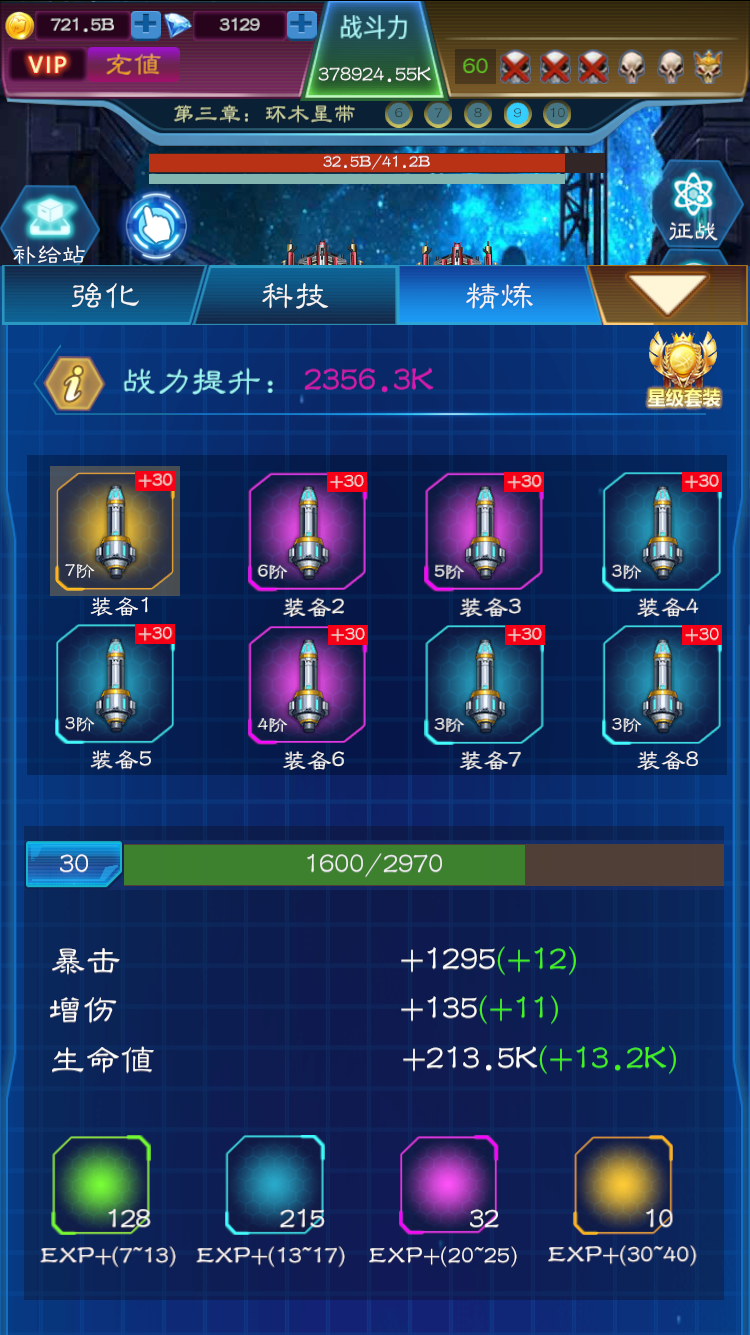 721.5B 3129
战斗力
VIP 充值
378924.55K
60
第三章：环木星带 6 7 8 9 10
32.5B/41.2B
补给站
征战
强化 科技 精炼
战力提升： 2356.3K
星级套装
+30 +30 +30 +30
7阶 6阶 5阶 3阶
装备1 装备2 装备3 装备4
+30 +30 +30 +30
3阶 4阶 3阶 3阶
装备5 装备6 装备7 装备8
30 1600/2970
暴击 +1295(+12)
增伤 +135(+11)
生命值 +213.5K(+13.2K)
128 215 32 10
EXP+(7~13) EXP+(13~17) EXP+(20~25) EXP+(30~40)